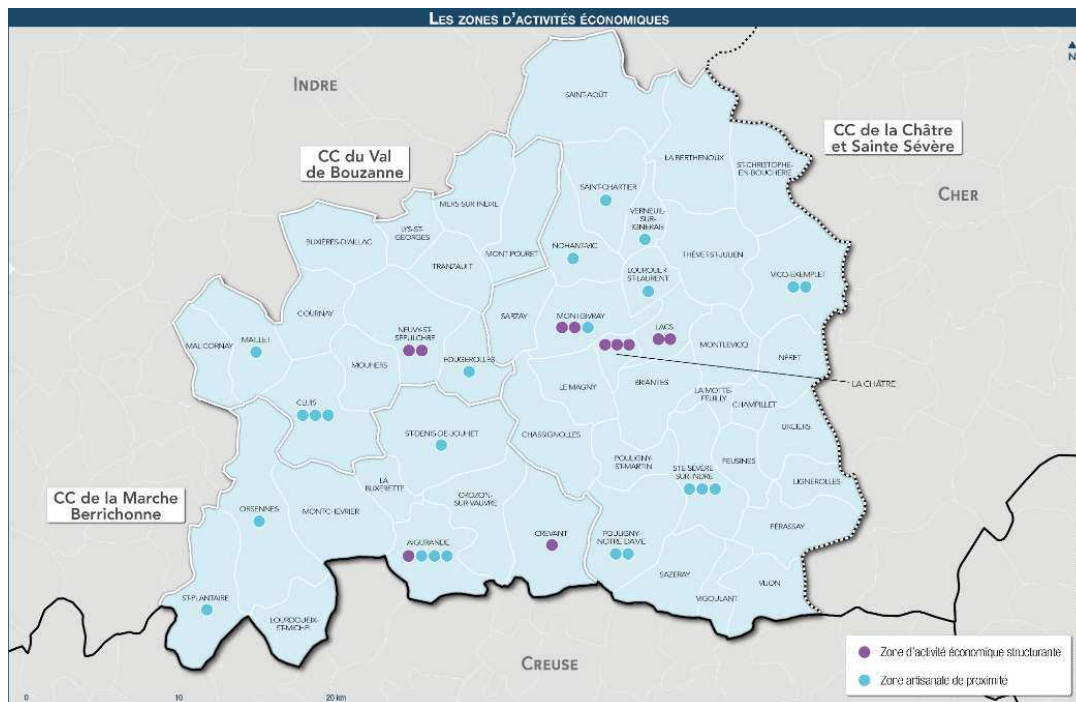 LES ZONES D'ACTIVITÉS ÉCONOMIQUES
N
INDRE
SAINT-AOÛT
CC de la Châtre
et Sainte Sévère
CC du Val
de Bouzanne
LA BERTHENOUX
ST-CHRISTOPHE-
EN-BOUCHERIE
CHER
SAINT-CHARTIER
MERS-SUR-INDRE
VERNEUIL-
SUR-
IGNERAIE
LYS-ST-
GEORGES
BUXIÈRES-D'AILLAC
NOHANT-VIC
MONTIPOURET
THÉVET-ST-JULIEN
TRANZAULT
LOUROUER-
ST-LAURENT
VICQ-EXEMPLET
GOURNAY
SARZAY
MONTGIVRAY
LACS
NEUVY-ST-
SÉPULCHRE
MALICORNAY
MAILLET
MONTLEVICQ
NÉRET
FOUGEROLLES
MOUHERS
LE MAGNY
BRIANTES
LA CHÂTRE
LA MOTTE-
FEUILLY
CHAMPILLET
CLUIS
URCIERS
ST-DENIS-DE-JOUHET
CHASSIGNOLLES
POULIGNY-
ST-MARTIN
FEUSINES
STE-SÉVÈRE
SUR-INDRE
LIGNEROLLES
LA
BUXERETTE
CC de la Marche
Berrichonne
CROZON-
SUR-VAUVRE
ORSENNES
MONTCHEVRIER
PÉRASSAY
CREVANT
POULIGNY-
NOTRE-DAME
AIGURANDE
SAZERAY
VIJON
ST-PLANTAIRE
VIGOULANT
LOURDOUEIX-
ST-MICHEL
Zone d'activité économique structurante
CREUSE
Zone artisanale de proximité
0 10 20 km